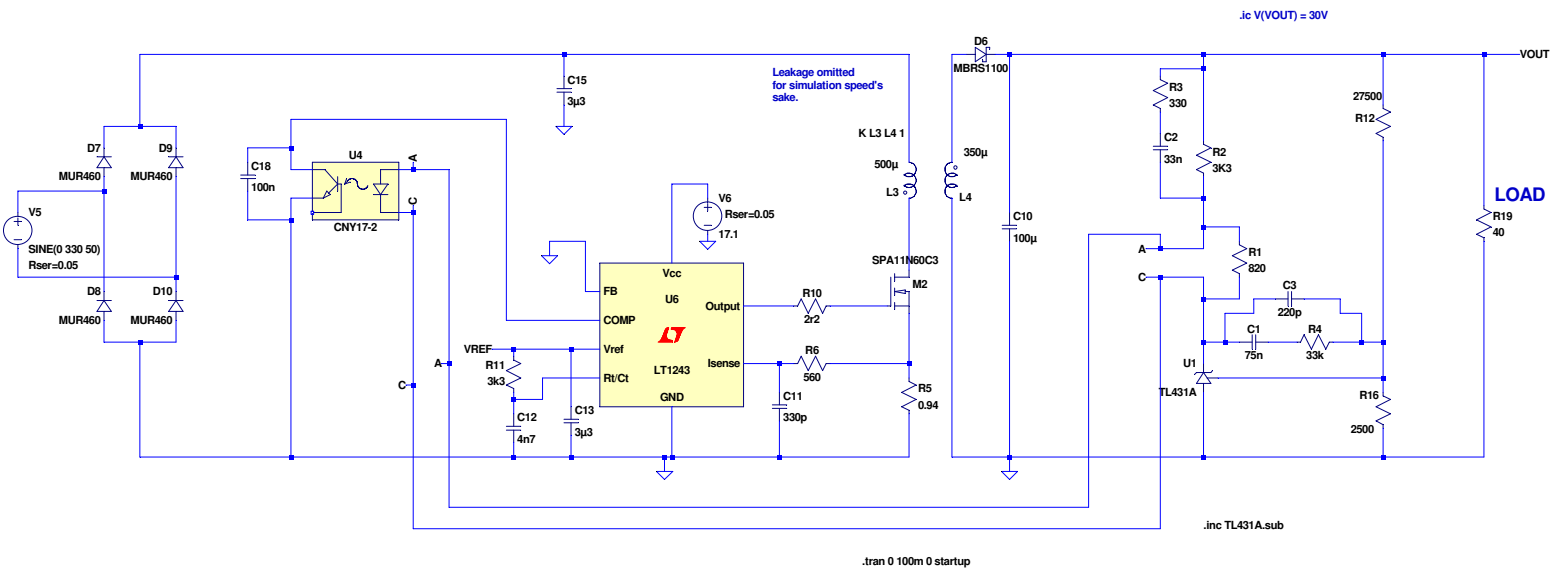 .ic V(VOUT) = 30V
D6
MBRS1100
VOUT
C15
3µ3
Leakage omitted
for simulation speed's
sake.
R3
330
27500
R12
K L3 L4 1
C2
33n
R2
3K3
D7
MUR460
D9
MUR460
U4
A
C18
100n
C
CNY17-2
500µ
L3
350µ
L4
LOAD
V5
SINE(0 330 50)
Rser=0.05
V6
Rser=0.05
17.1
C10
100µ
R19
40
A
R1
820
C
SPA11N60C3
M2
D8
MUR460
D10
MUR460
Vcc
FB
U6
COMP
Output
Vref
Isense
LT1243
Rt/Ct
GND
R10
2r2
C3
220p
C1
75n
R4
33k
VREF
R11
3k3
A
R6
560
U1
TL431A
C
C12
4n7
C13
3µ3
C11
330p
R5
0.94
R16
2500
.inc TL431A.sub
.tran 0 100m 0 startup